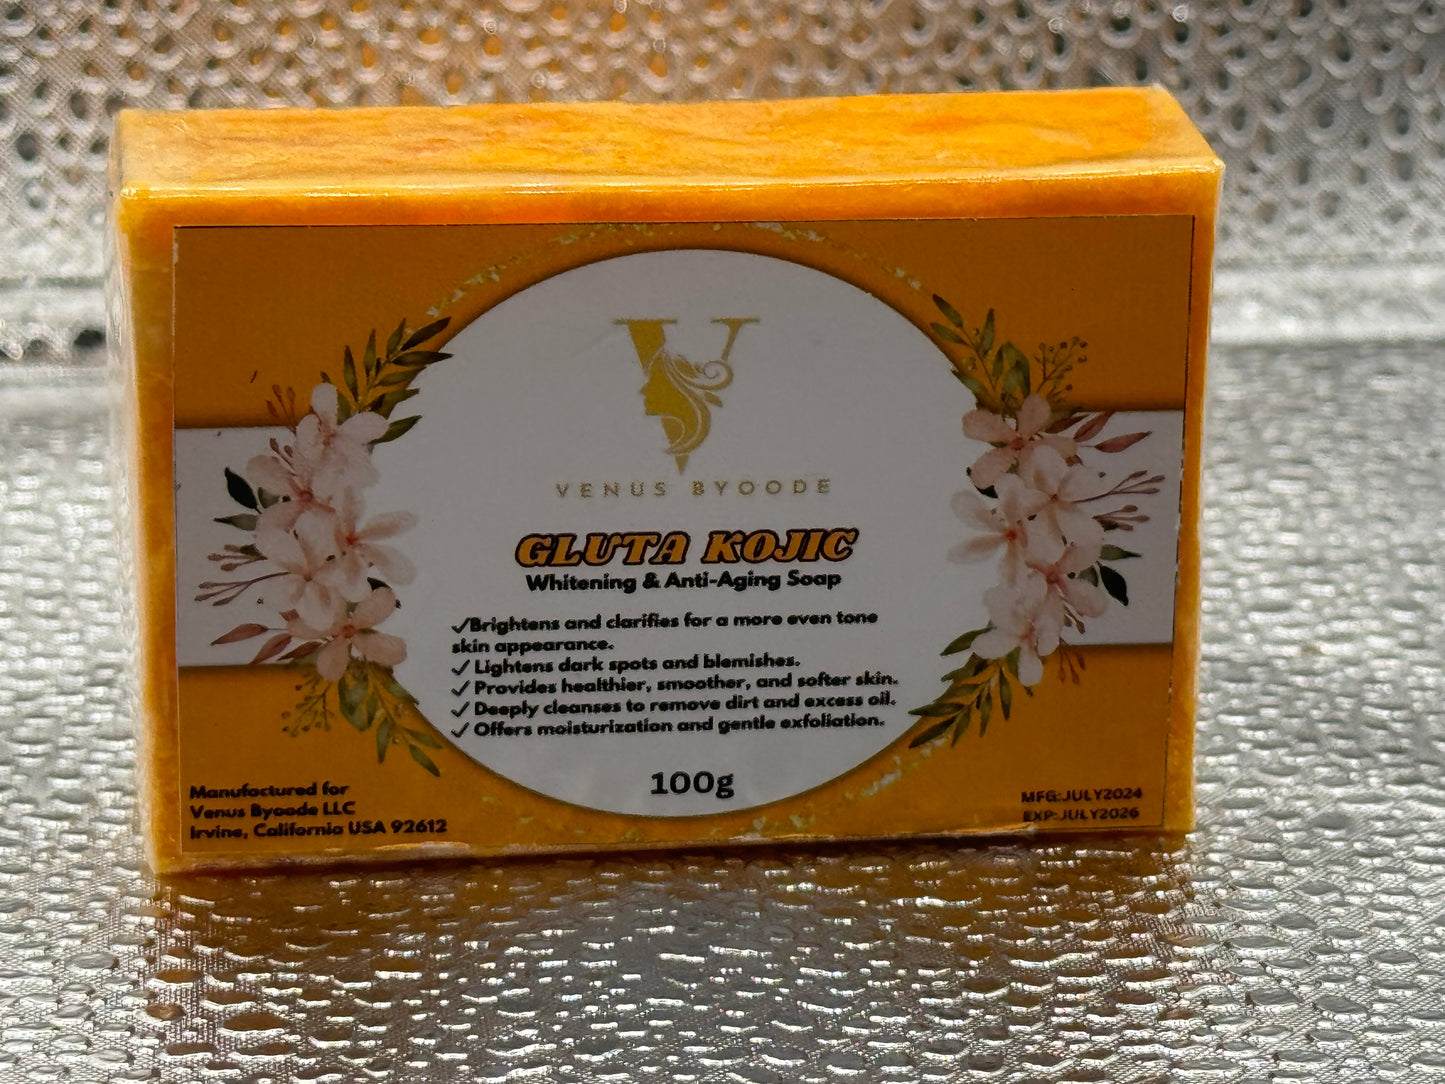 VENUS BYOODE
GLUTA KOJIC
Whitening & Anti-Aging Soap
✓Brightens and clarifies for a more even tone
skin appearance.
✓ Lightens dark spots and blemishes.
✓ Provides healthier, smoother, and softer skin.
✓ Deeply cleanses to remove dirt and excess oil.
✓ Offers moisturization and gentle exfoliation.
100g
Manufactured for
Venus Byoode LLC
Irvine, California USA 92612
MFG:JULY2024
EXP:JULY2026